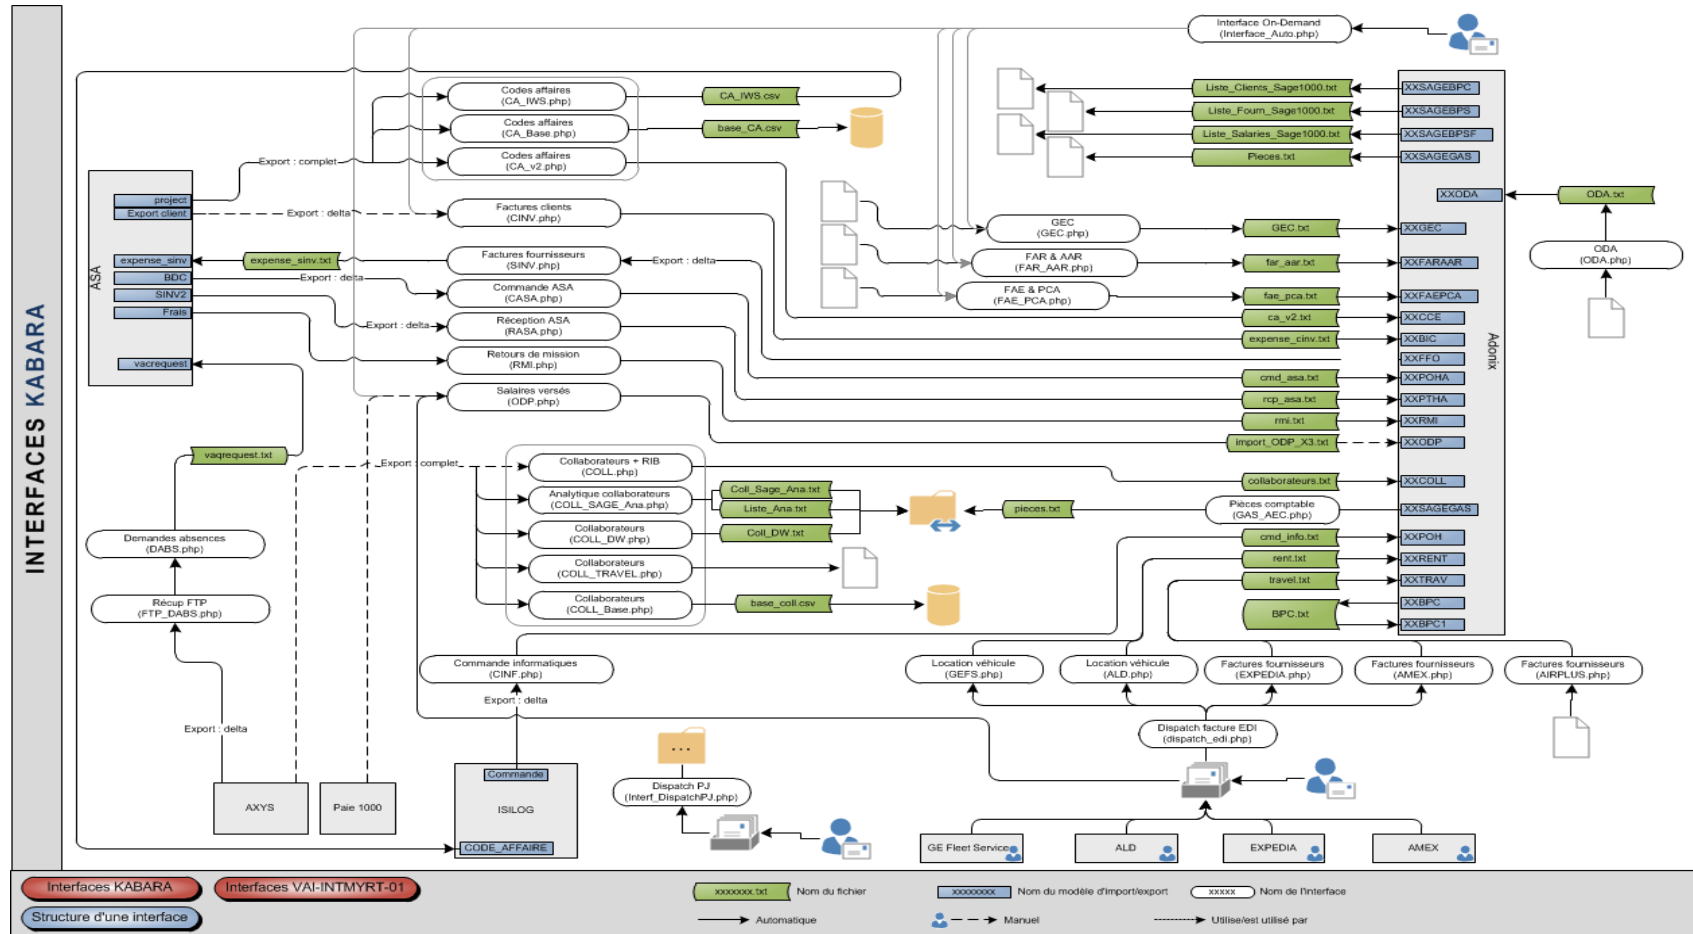 INTERFACES KABARA
Interface On-Demand
(Interface_Auto.php)
Codes affaires
(CA_IWS.php)
CA_IWS.csv
Codes affaires
(CA_Base.php)
base_CA.csv
Codes affaires
(CA_v2.php)
Export : complet
Liste_Clients_Sage1000.txt
XXSAGEBPC
Liste_Fourn_Sage1000.txt
XXSAGEBPS
Liste_Salaries_Sage1000.txt
XXSAGEBPSF
Pieces.txt
XXSAGEGAS
ASA
project
Export client
Export : delta
Factures clients
(CINV.php)
XXODA
ODA.txt
GEC
(GEC.php)
GEC.txt
XXGEC
ODA
(ODA.php)
expense_sinv
expense_sinv.txt
Factures fournisseurs
(SINV.php)
Export : delta
FAR & AAR
(FAR_AAR.php)
far_aar.txt
XXFARAAR
BDC
Export : delta
Commande ASA
(CASA.php)
FAE & PCA
(FAE_PCA.php)
fae_pca.txt
XXFAEPCA
SINV2
Frais
Export : delta
Réception ASA
(RASA.php)
ca_v2.txt
XXCCE
expense_cinv.txt
XXBIC
Adonix
vacrequest
Retours de mission
(RMI.php)
XXFFO
cmd_asa.txt
XXPOHA
Salaires versés
(ODP.php)
rcp_asa.txt
XXPTHA
rmi.txt
XXRMI
import_ODP_X3.txt
XXODP
vaqrequest.txt
Export : complet
Collaborateurs + RIB
(COLL.php)
collaborateurs.txt
XXCOLL
Analytique collaborateurs
(COLL_SAGE_Ana.php)
Coll_Sage_Ana.txt
Liste_Ana.txt
pieces.txt
Pièces comptable
(GAS_AEC.php)
XXSAGEGAS
Demandes absences
(DABS.php)
Collaborateurs
(COLL_DW.php)
Coll_DW.txt
cmd_info.txt
XXPOH
rent.txt
XXRENT
Collaborateurs
(COLL_TRAVEL.php)
travel.txt
XXTRAV
Récup FTP
(FTP_DABS.php)
Collaborateurs
(COLL_Base.php)
base_coll.csv
BPC.txt
XXBPC
XXBPC1
Commande informatiques
(CINF.php)
Location véhicule
(GEFS.php)
Location véhicule
(ALD.php)
Factures fournisseurs
(EXPEDIA.php)
Factures fournisseurs
(AMEX.php)
Factures fournisseurs
(AIRPLUS.php)
Export : delta
Export : delta
Dispatch facture EDI
(dispatch_edi.php)
...
AXYS
Paie 1000
Commande
ISILOG
CODE_AFFAIRE
Dispatch PJ
(Interf_DispatchPJ.php)
GE Fleet Services
ALD
EXPEDIA
AMEX
Interfaces KABARA
Interfaces VAI-INTMYRT-01
Structure d'une interface
xxxxxxx.txt
Nom du fichier
xxxxxxxx
Nom du modèle d'import/export
xxxxx
Nom de l'interface
Automatique
Manuel
Utilise/est utilisé par